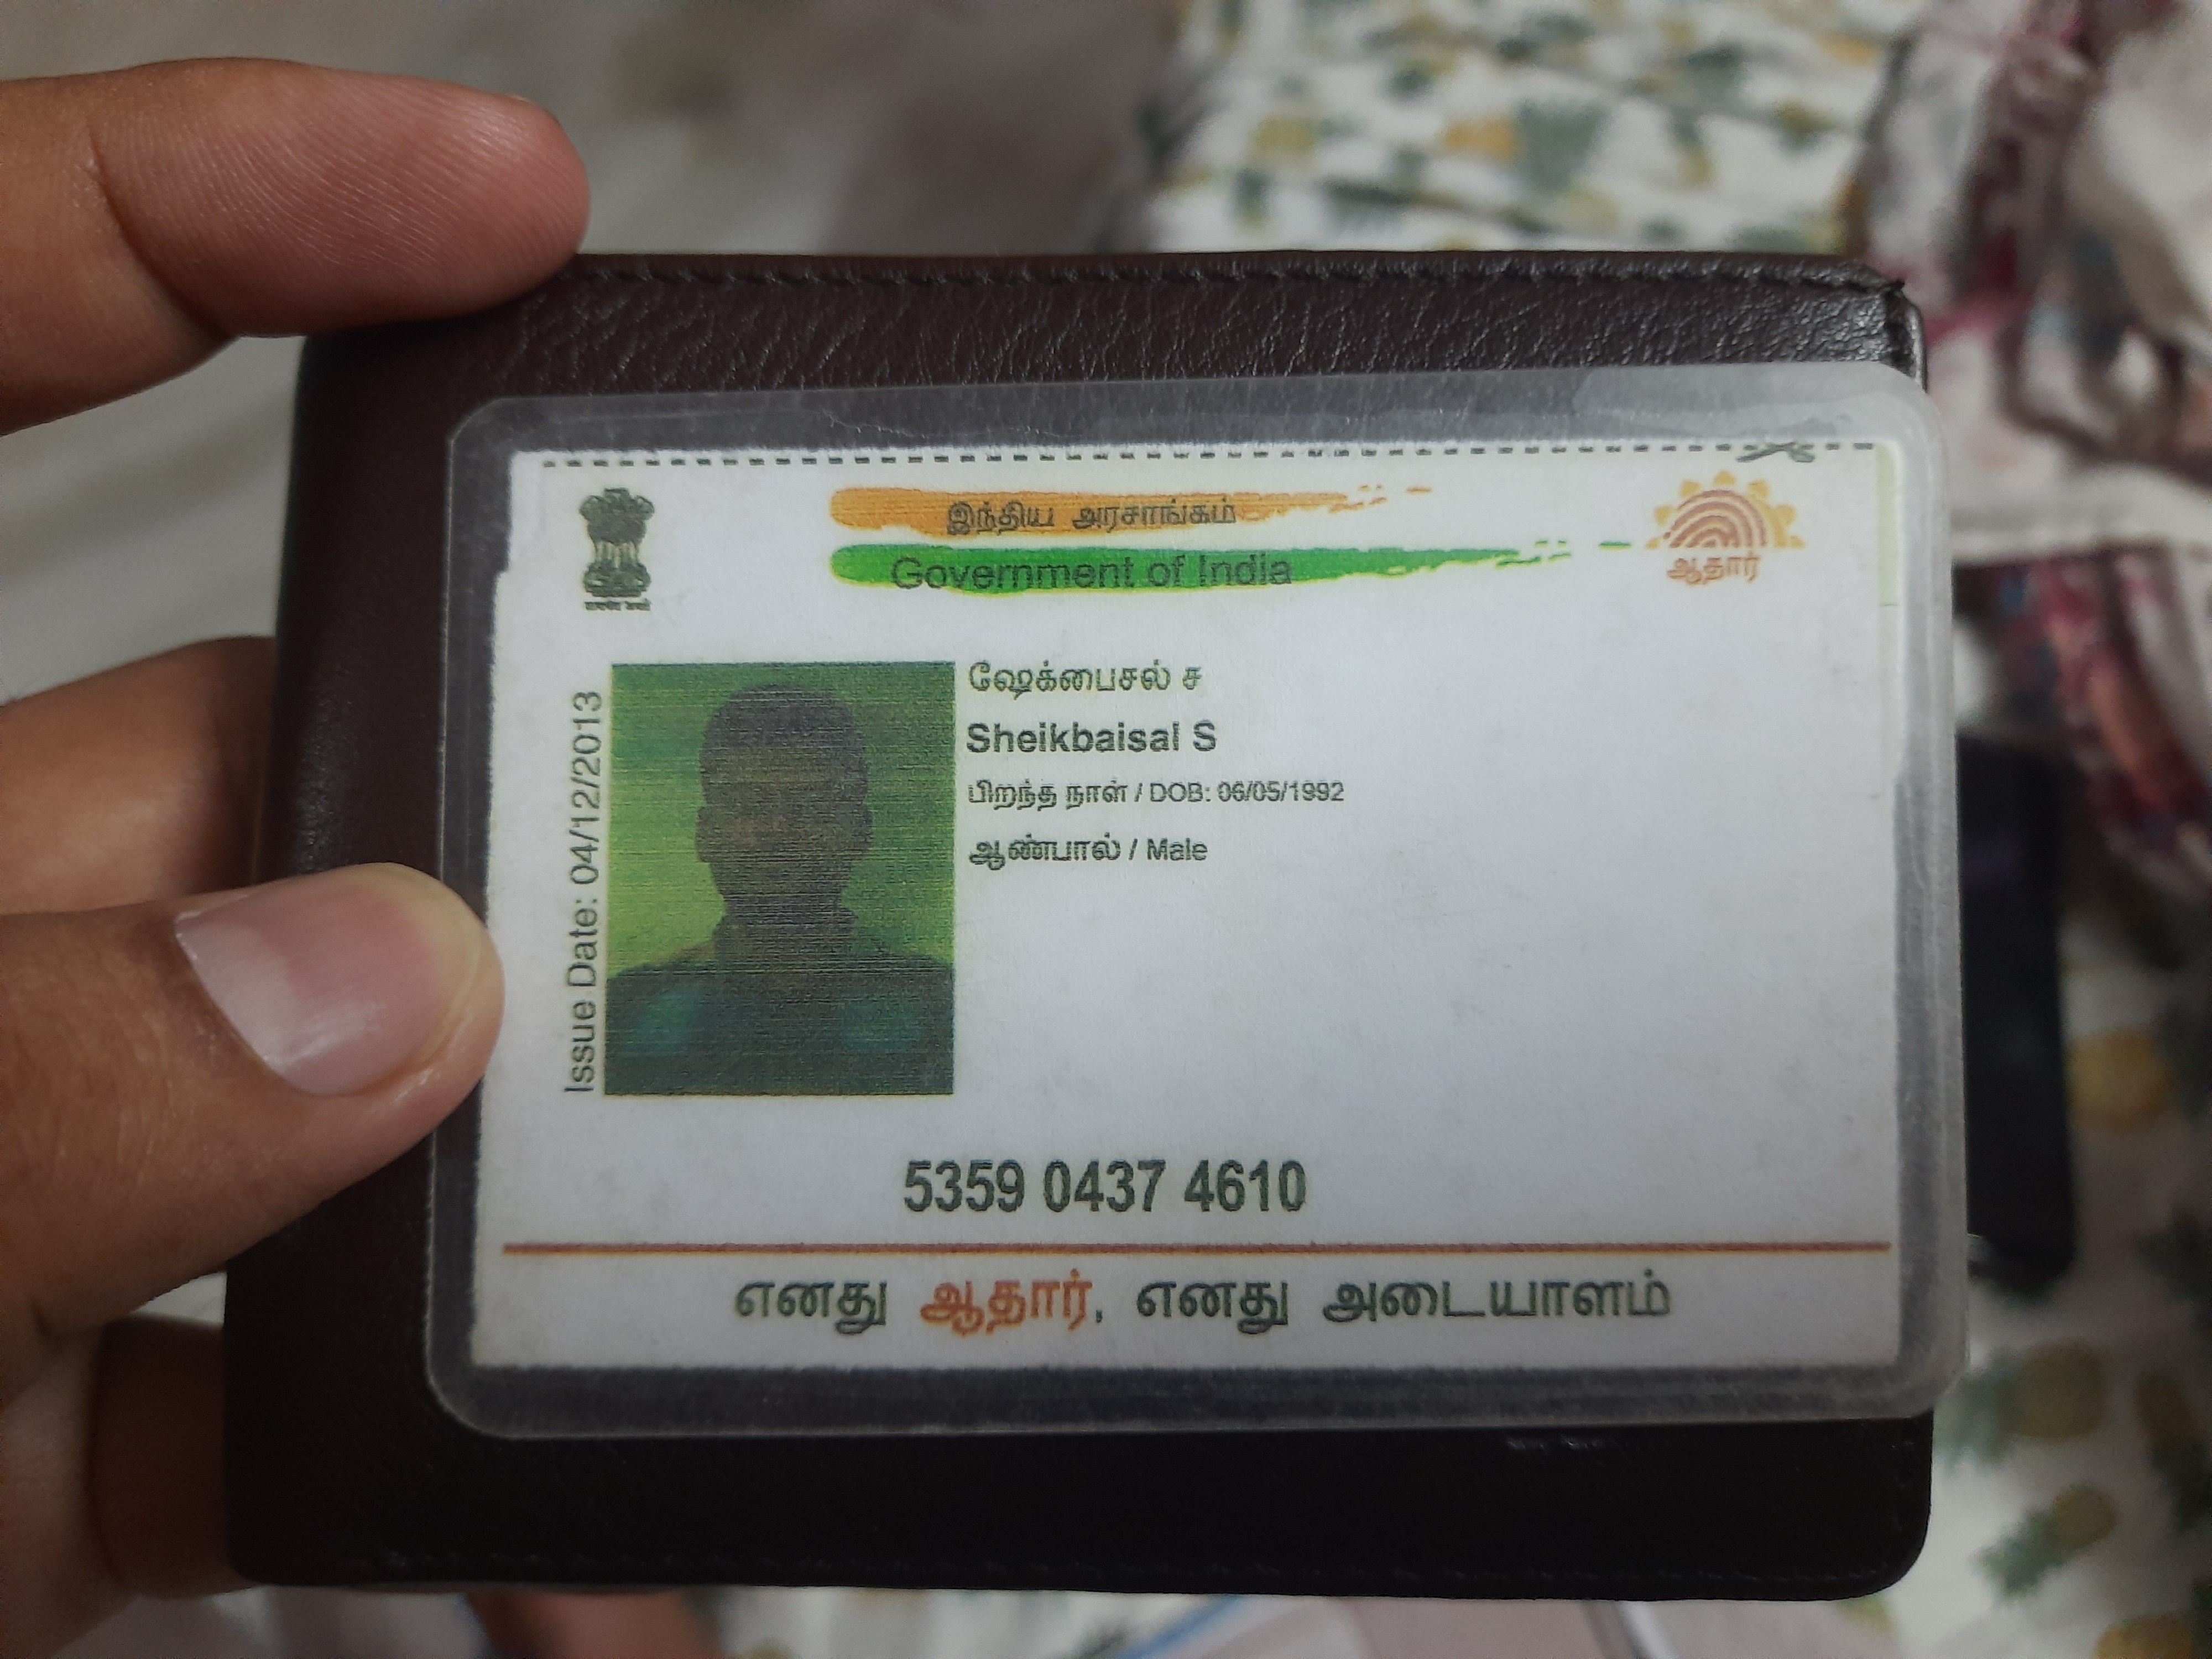 இந்திய அரசாங்கம்
Government of India
ஆதார்
Issue Date: 04/12/2013
ஷேக்பைசல் ச
Sheikbaisal S
பிறந்த நாள் / DOB: 06/05/1992
ஆண்பால் / Male
5359 0437 4610
எனது ஆதார், எனது அடையாளம்